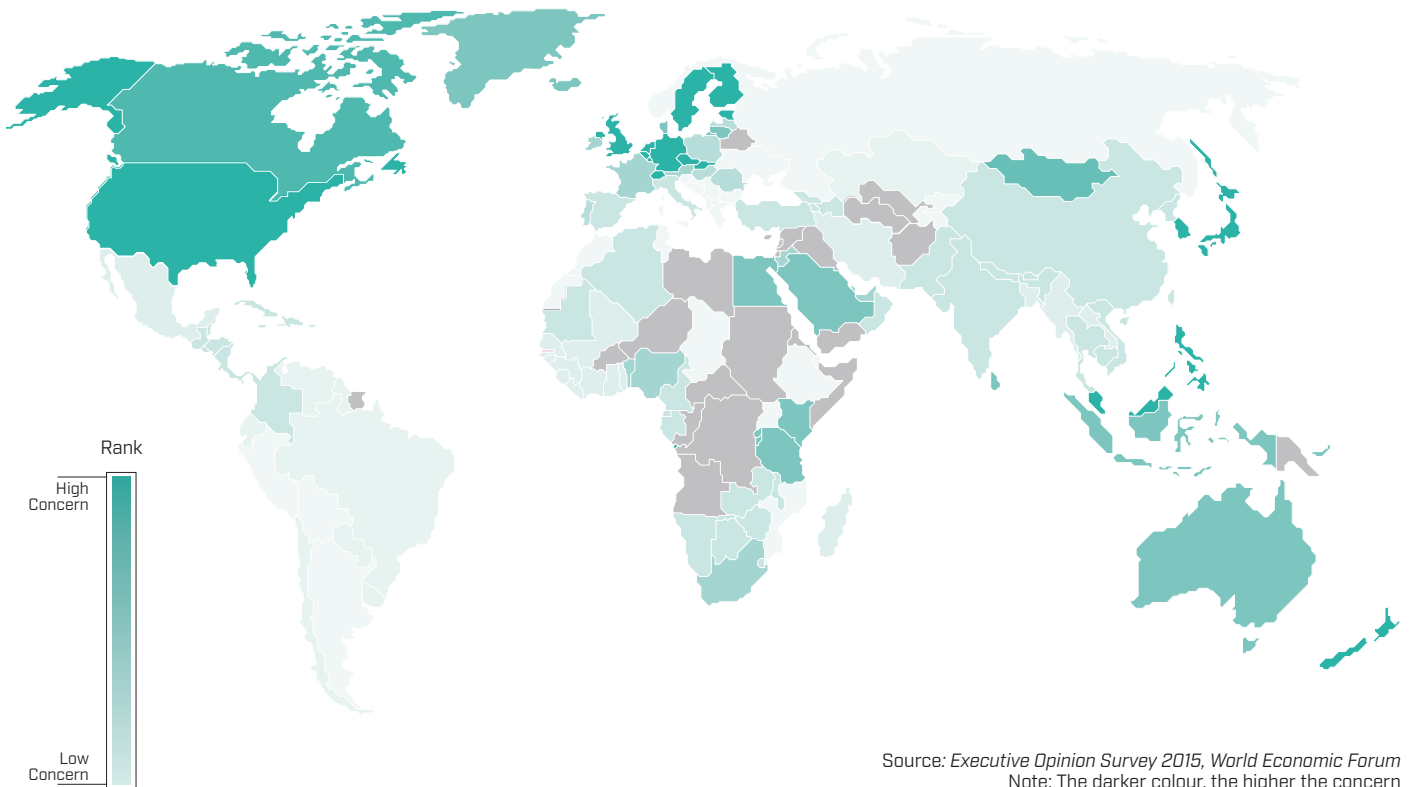 Rank
High
Concern
Low
Concern
Source: Executive Opinion Survey 2015, World Economic Forum
Note: The darker colour, the higher the concern